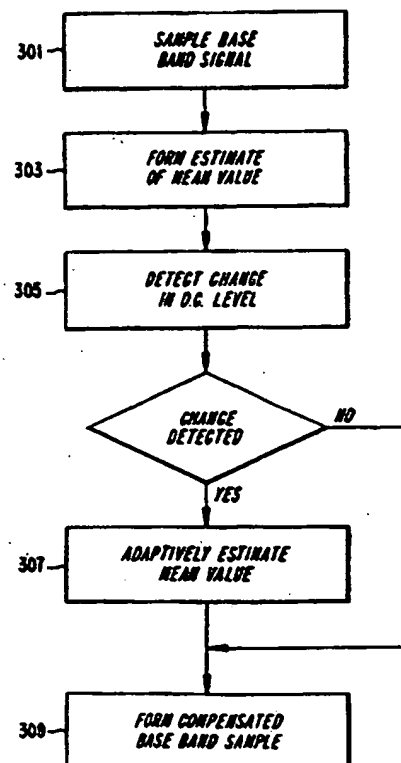 301
SAMPLE BASE
BAND SIGNAL
303
FORM ESTIMATE
OF MEAN VALUE
305
DETECT CHANGE
IN D.C. LEVEL
CHANGE
DETECTED
NO
YES
307
ADAPTIVELY ESTIMATE
MEAN VALUE
309
FORM COMPENSATED
BASE BAND SAMPLE